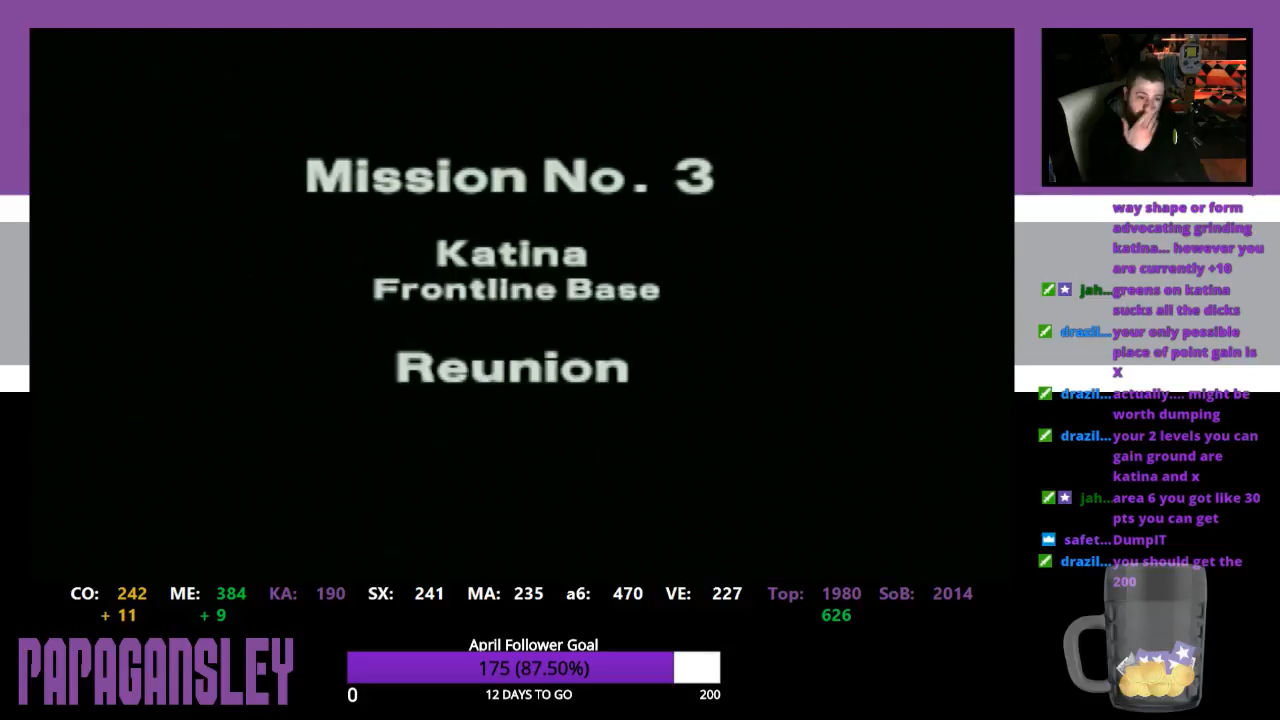 Mission No. 3
Katina
Frontline Base
Reunion
way shape or form
advocating grinding
katina... however you
are currently +10
jah... greens on katina
sucks all the dicks
drazil... your only possible
place of point gain is
X
drazil... actually.... might be
worth dumping
drazil... your 2 levels you can
gain ground are
katina and x
jah... area 6 you got like 30
pts you can get
safet... DumpIT
drazil... you should get the
200
CO: 242 ME: 384 KA: 190 SX: 241 MA: 235 a6: 470 VE: 227 Top: 1980 SoB: 2014
+ 11 + 9 626
PAPAGANSLEY
April Follower Goal
175 (87.50%)
0 12 DAYS TO GO 200